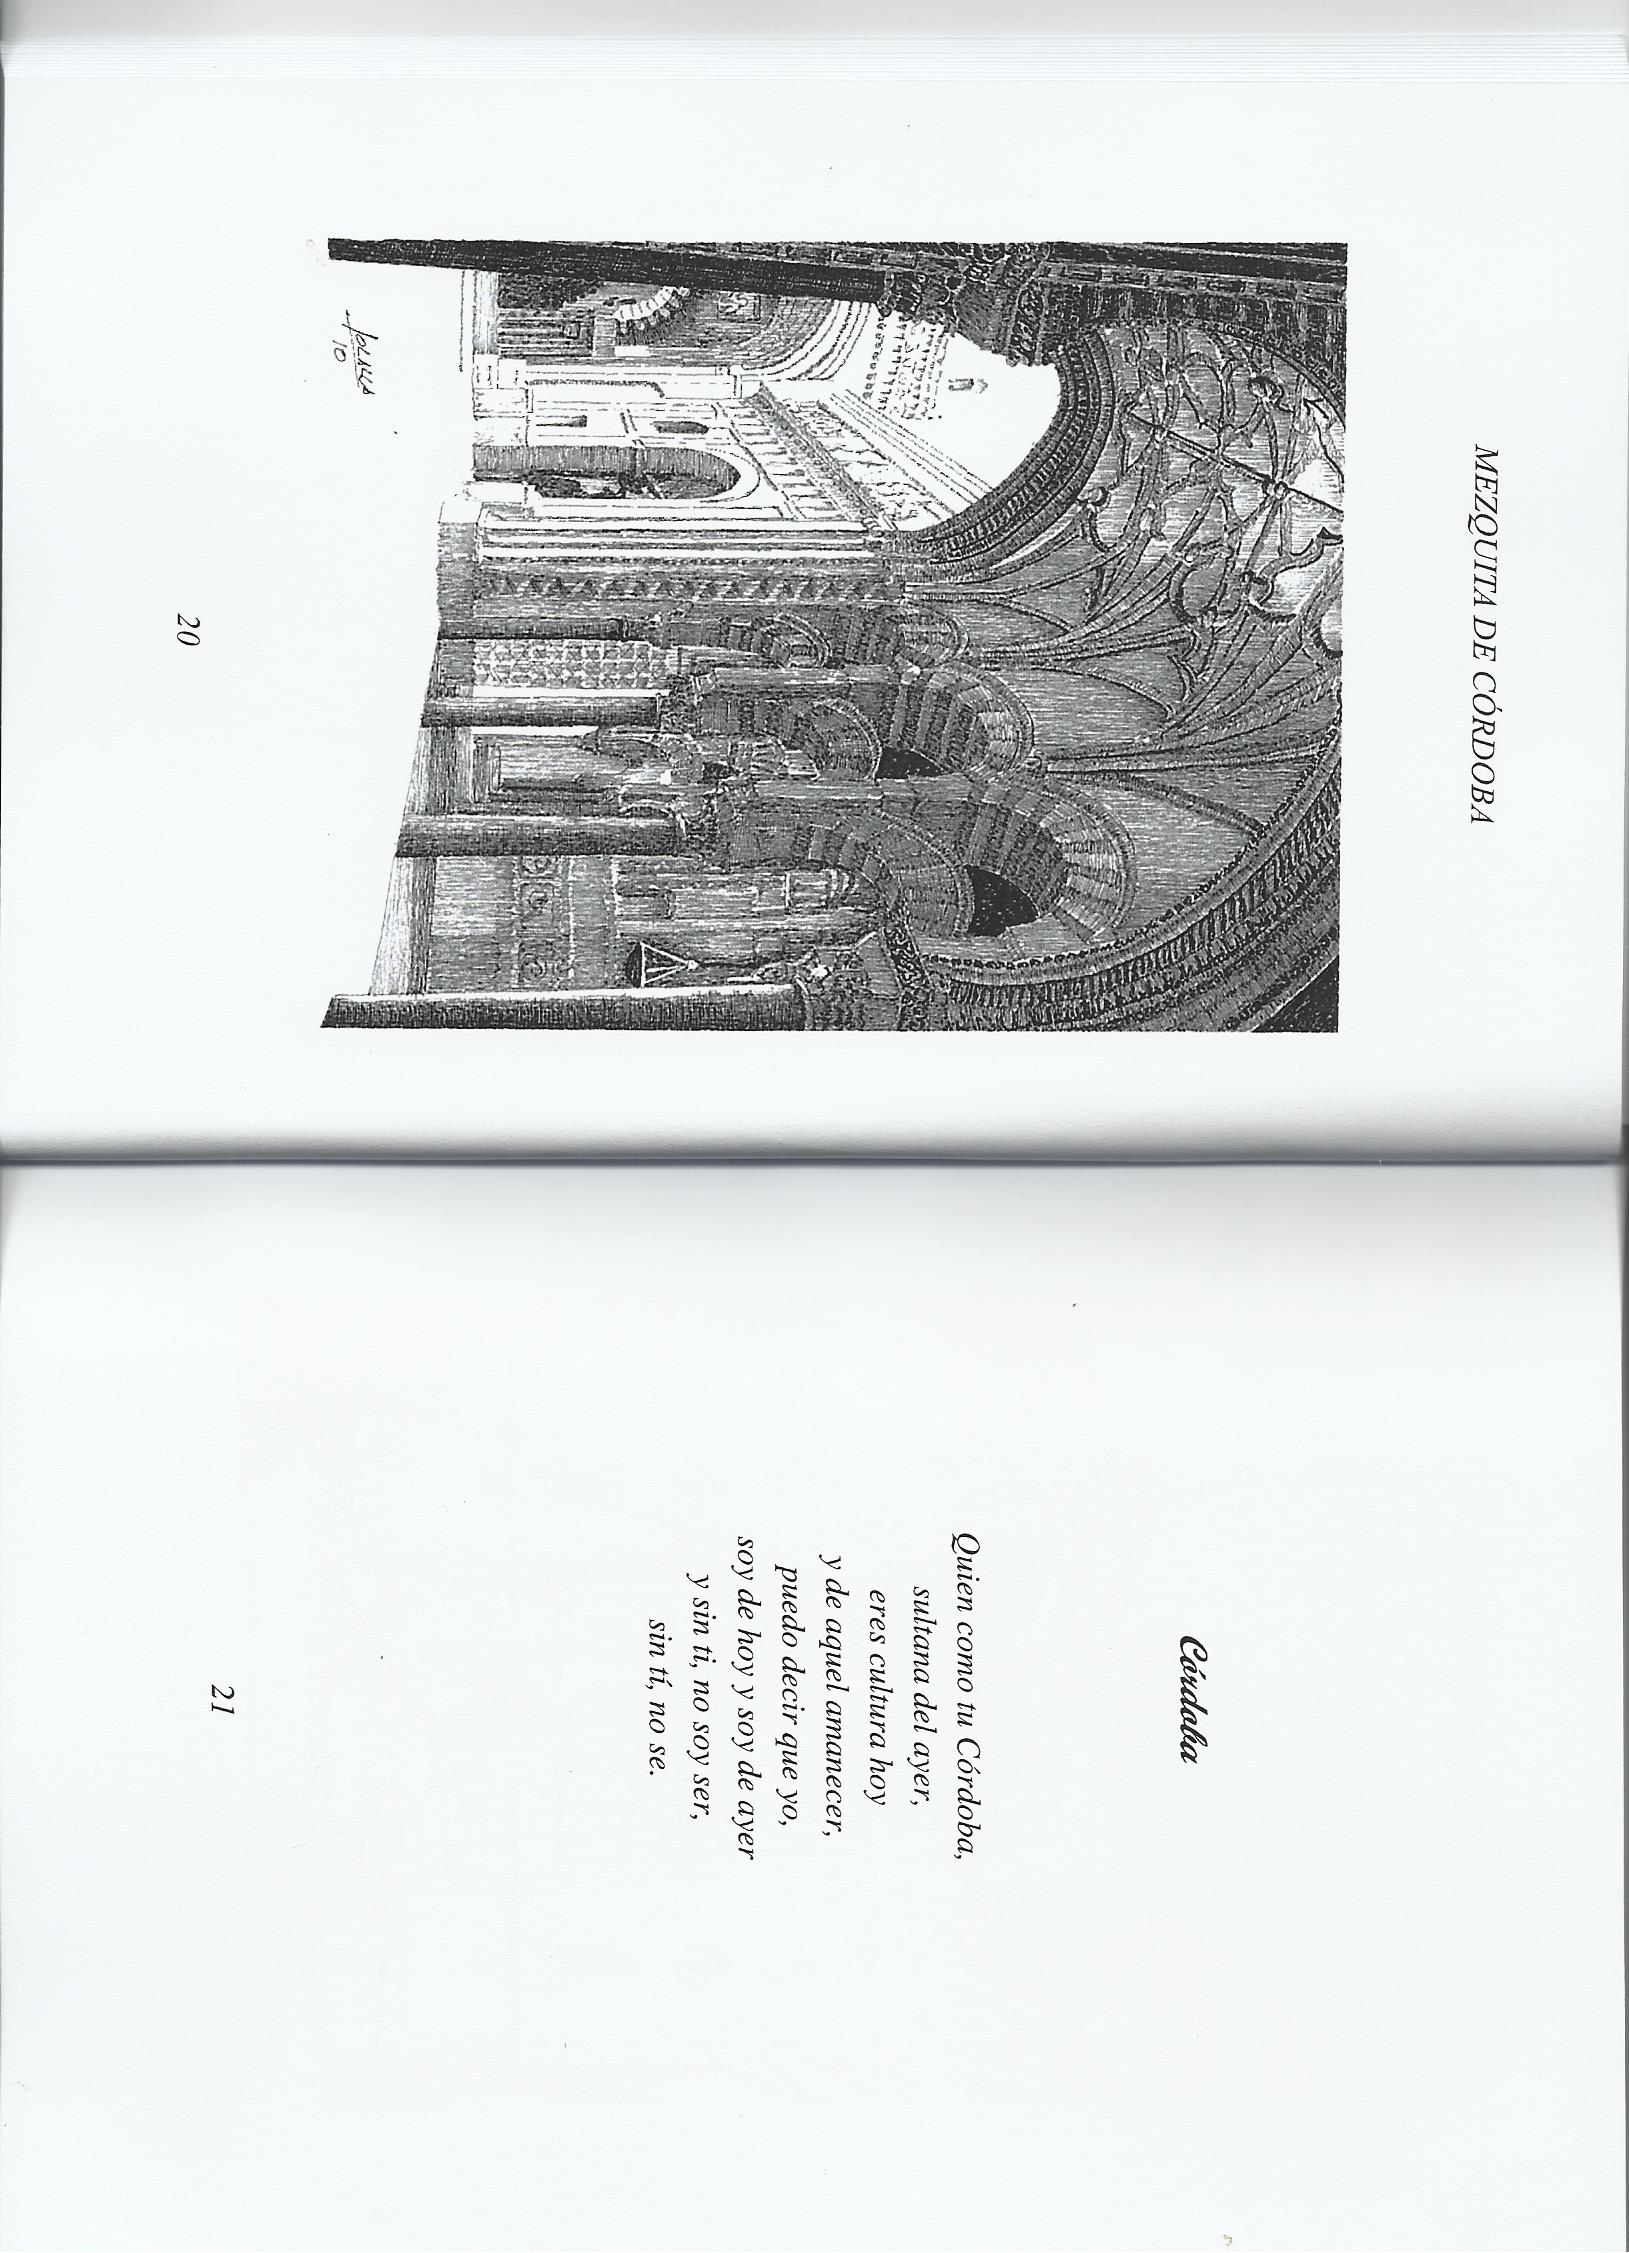 MEZQUITA DE CÓRDOBA
10
20
Córdoba
Quien como tu Córdoba,
sultana del ayer,
eres cultura hoy
y de aquel amanecer,
puedo decir que yo,
soy de hoy y soy de ayer
y sin ti, no soy ser,
sin tí, no se.
21